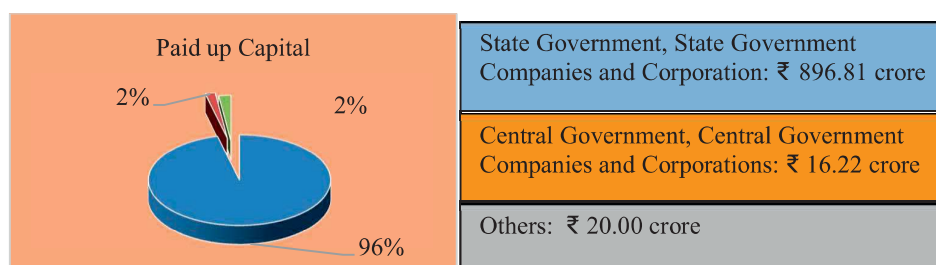 Paid up Capital
2%
2%
96%
State Government, State Government
Companies and Corporation: ₹ 896.81 crore
Central Government, Central Government
Companies and Corporations: ₹ 16.22 crore
Others: ₹ 20.00 crore